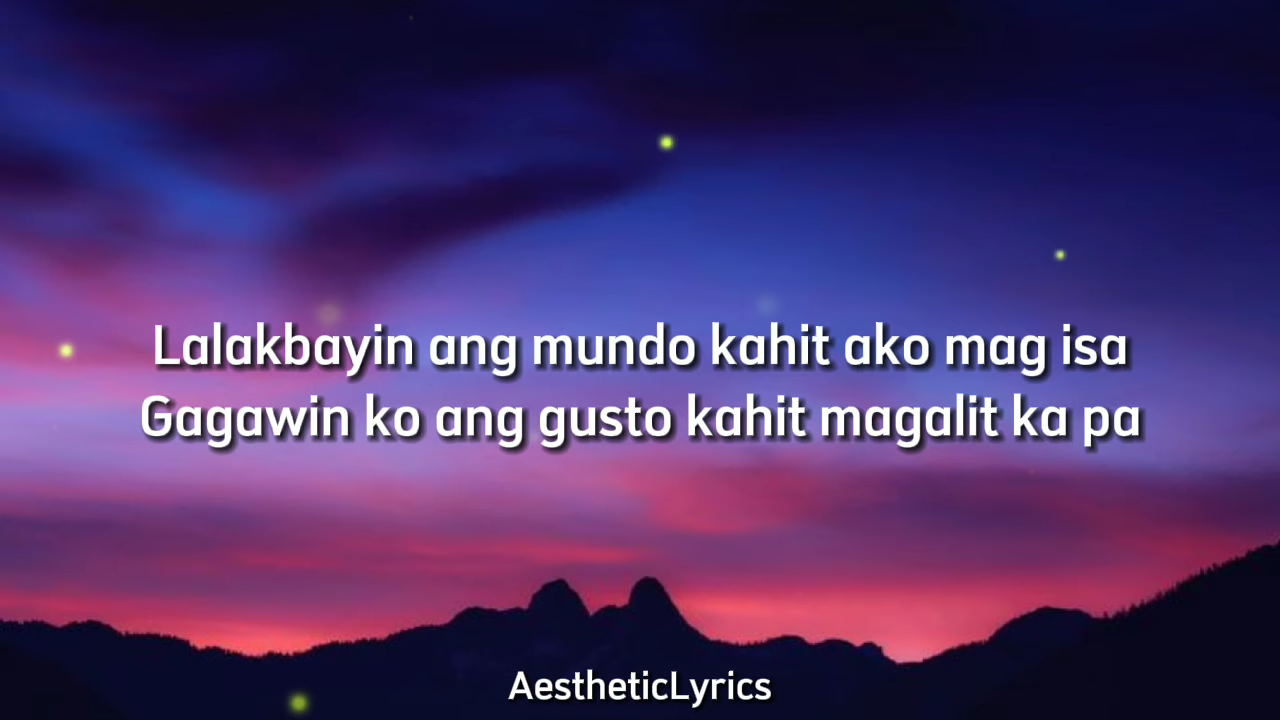 Lalakbayin ang mundo kahit ako mag isa
Gagawin ko ang gusto kahit magalit ka pa
AestheticLyrics